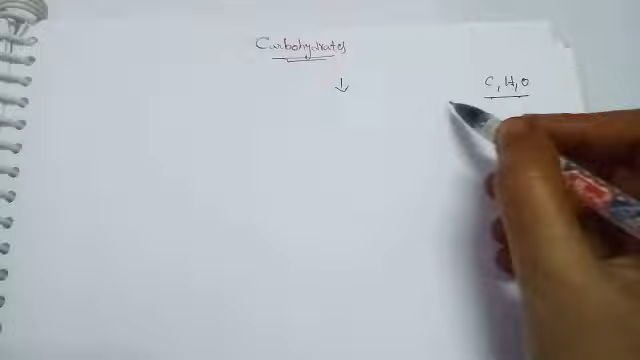 Carbohydrates
↓
C, H, O